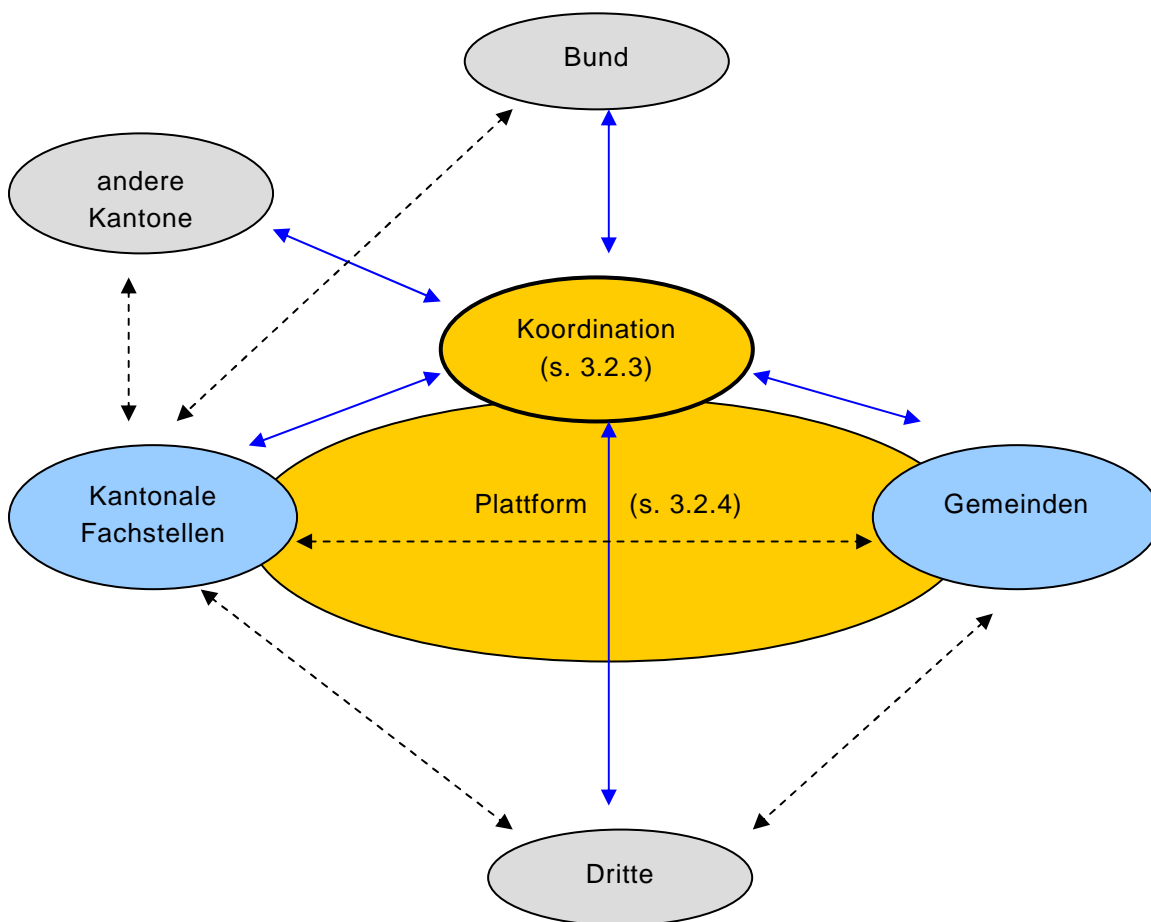 Bund
andere
Kantone
Koordination
(s. 3.2.3)
Kantonale
Fachstellen
Plattform (s. 3.2.4)
Gemeinden
Dritte